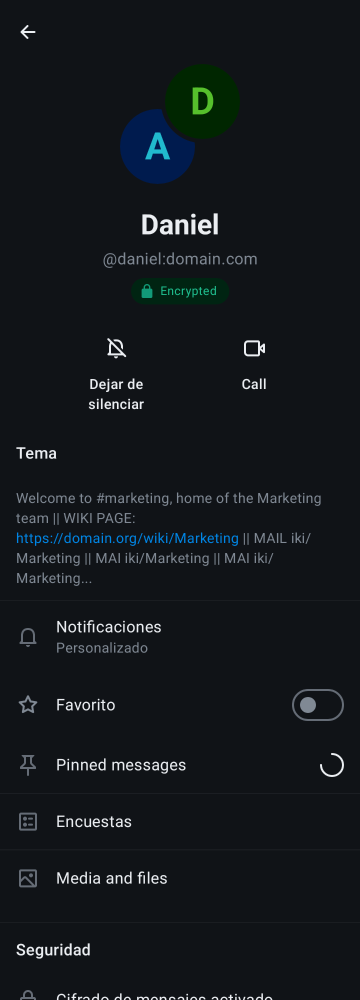 D
A
Daniel
@daniel:domain.com
Encrypted
Dejar de
silenciar
Call
Tema
Welcome to #marketing, home of the Marketing
team || WIKI PAGE:
https://domain.org/wiki/Marketing || MAIL iki/
Marketing || MAI iki/Marketing || MAI iki/
Marketing...
Notificaciones
Personalizado
Favorito
Pinned messages
Encuestas
Media and files
Seguridad
Cifrado de mensajes activado